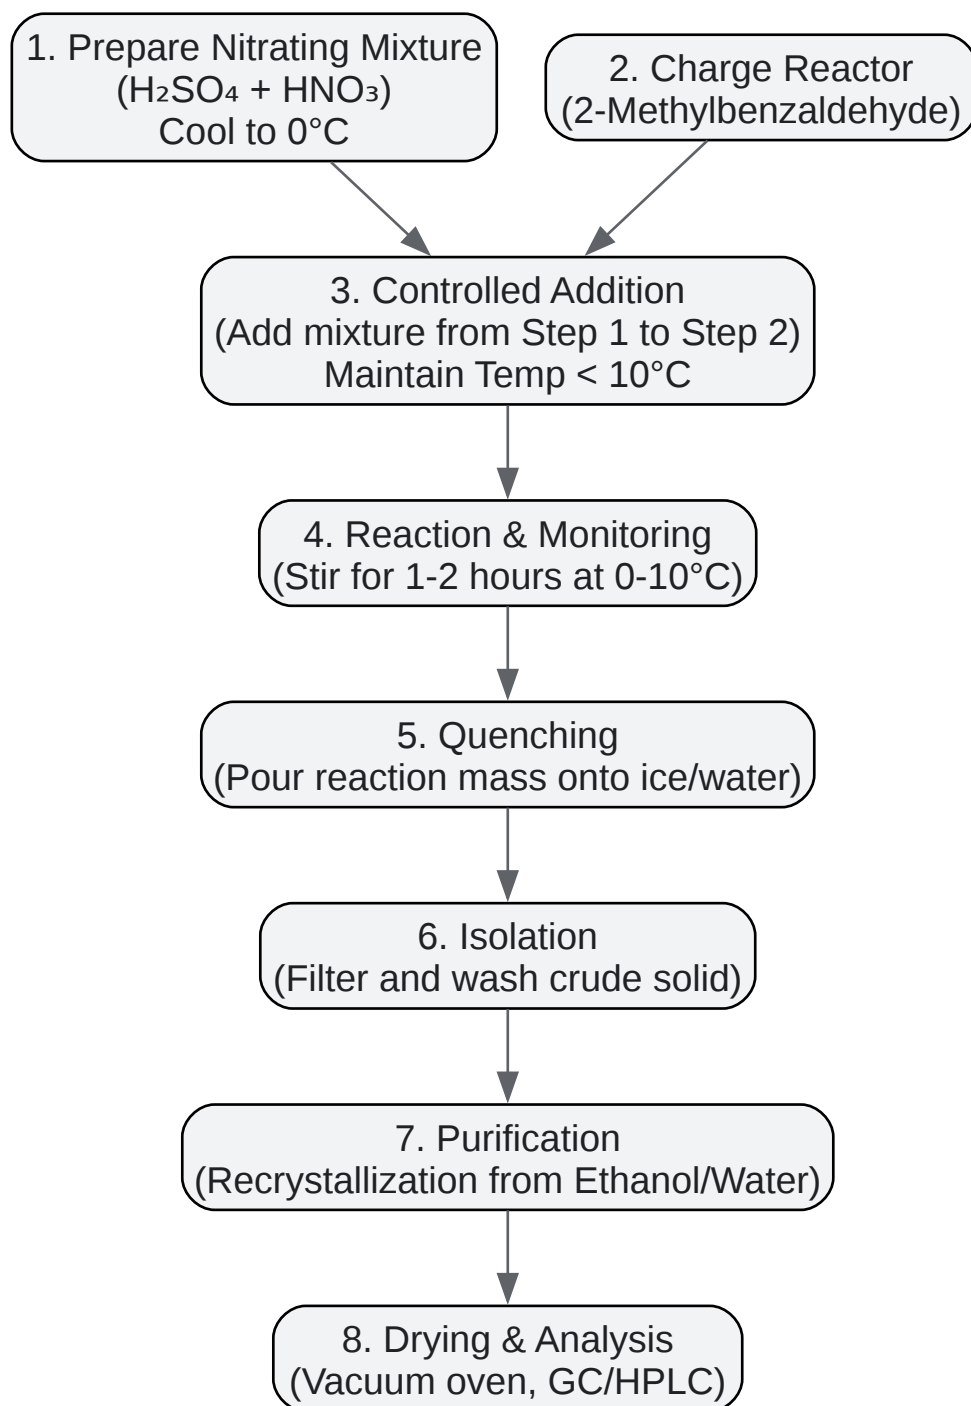 1. Prepare Nitrating Mixture
(H₂SO₄ + HNO₃)
Cool to 0°C
2. Charge Reactor
(2-Methylbenzaldehyde)
3. Controlled Addition
(Add mixture from Step 1 to Step 2)
Maintain Temp < 10°C
4. Reaction & Monitoring
(Stir for 1-2 hours at 0-10°C)
5. Quenching
(Pour reaction mass onto ice/water)
6. Isolation
(Filter and wash crude solid)
7. Purification
(Recrystallization from Ethanol/Water)
8. Drying & Analysis
(Vacuum oven, GC/HPLC)